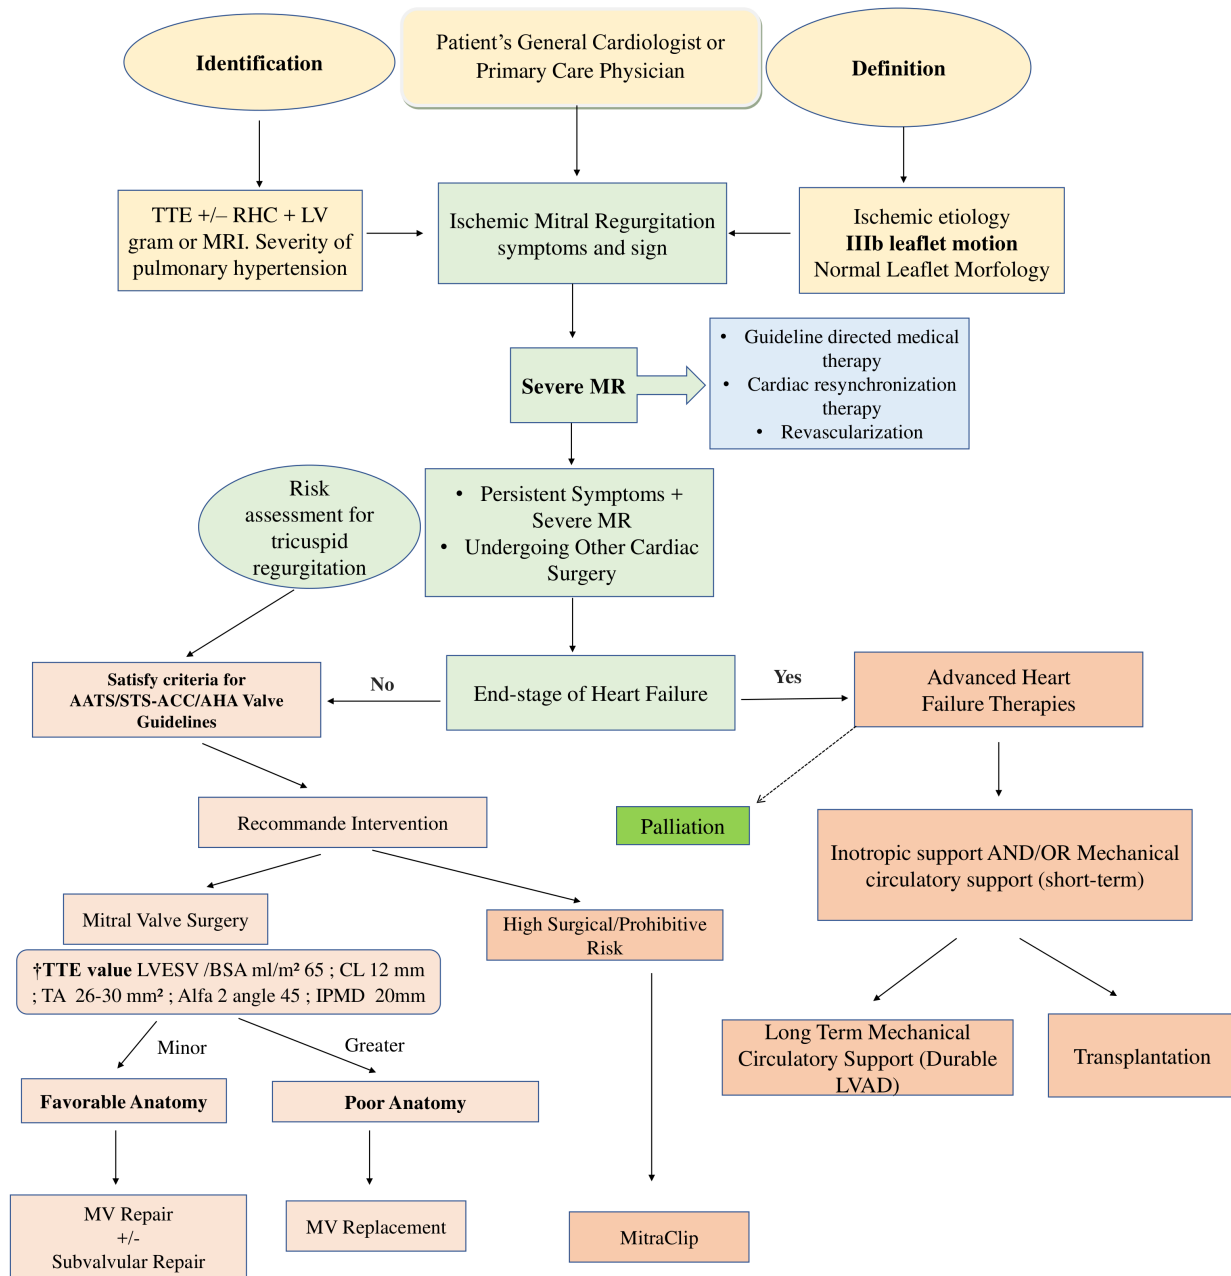 Identification
Patient's General Cardiologist or
Primary Care Physician
Definition
TTE +/– RHC + LV
gram or MRI. Severity of
pulmonary hypertension
Ischemic Mitral Regurgitation
symptoms and sign
Ischemic etiology
IIIb leaflet motion
Normal Leaflet Morfology
Severe MR
• Guideline directed medical
therapy
• Cardiac resynchronization
therapy
• Revascularization
Risk
assessment for
tricuspid
regurgitation
• Persistent Symptoms +
Severe MR
• Undergoing Other Cardiac
Surgery
Satisfy criteria for
AATS/STS-ACC/AHA Valve
Guidelines
No
End-stage of Heart Failure
Yes
Advanced Heart
Failure Therapies
Recommande Intervention
Palliation
Inotropic support AND/OR Mechanical
circulatory support (short-term)
Mitral Valve Surgery
High Surgical/Prohibitive
Risk
†TTE value LVESV /BSA ml/m² 65 ; CL 12 mm
; TA 26-30 mm² ; Alfa 2 angle 45 ; IPMD 20mm
Long Term Mechanical
Circulatory Support (Durable
LVAD)
Transplantation
Minor
Greater
Favorable Anatomy
Poor Anatomy
MV Repair
+/-
Subvalvular Repair
MV Replacement
MitraClip